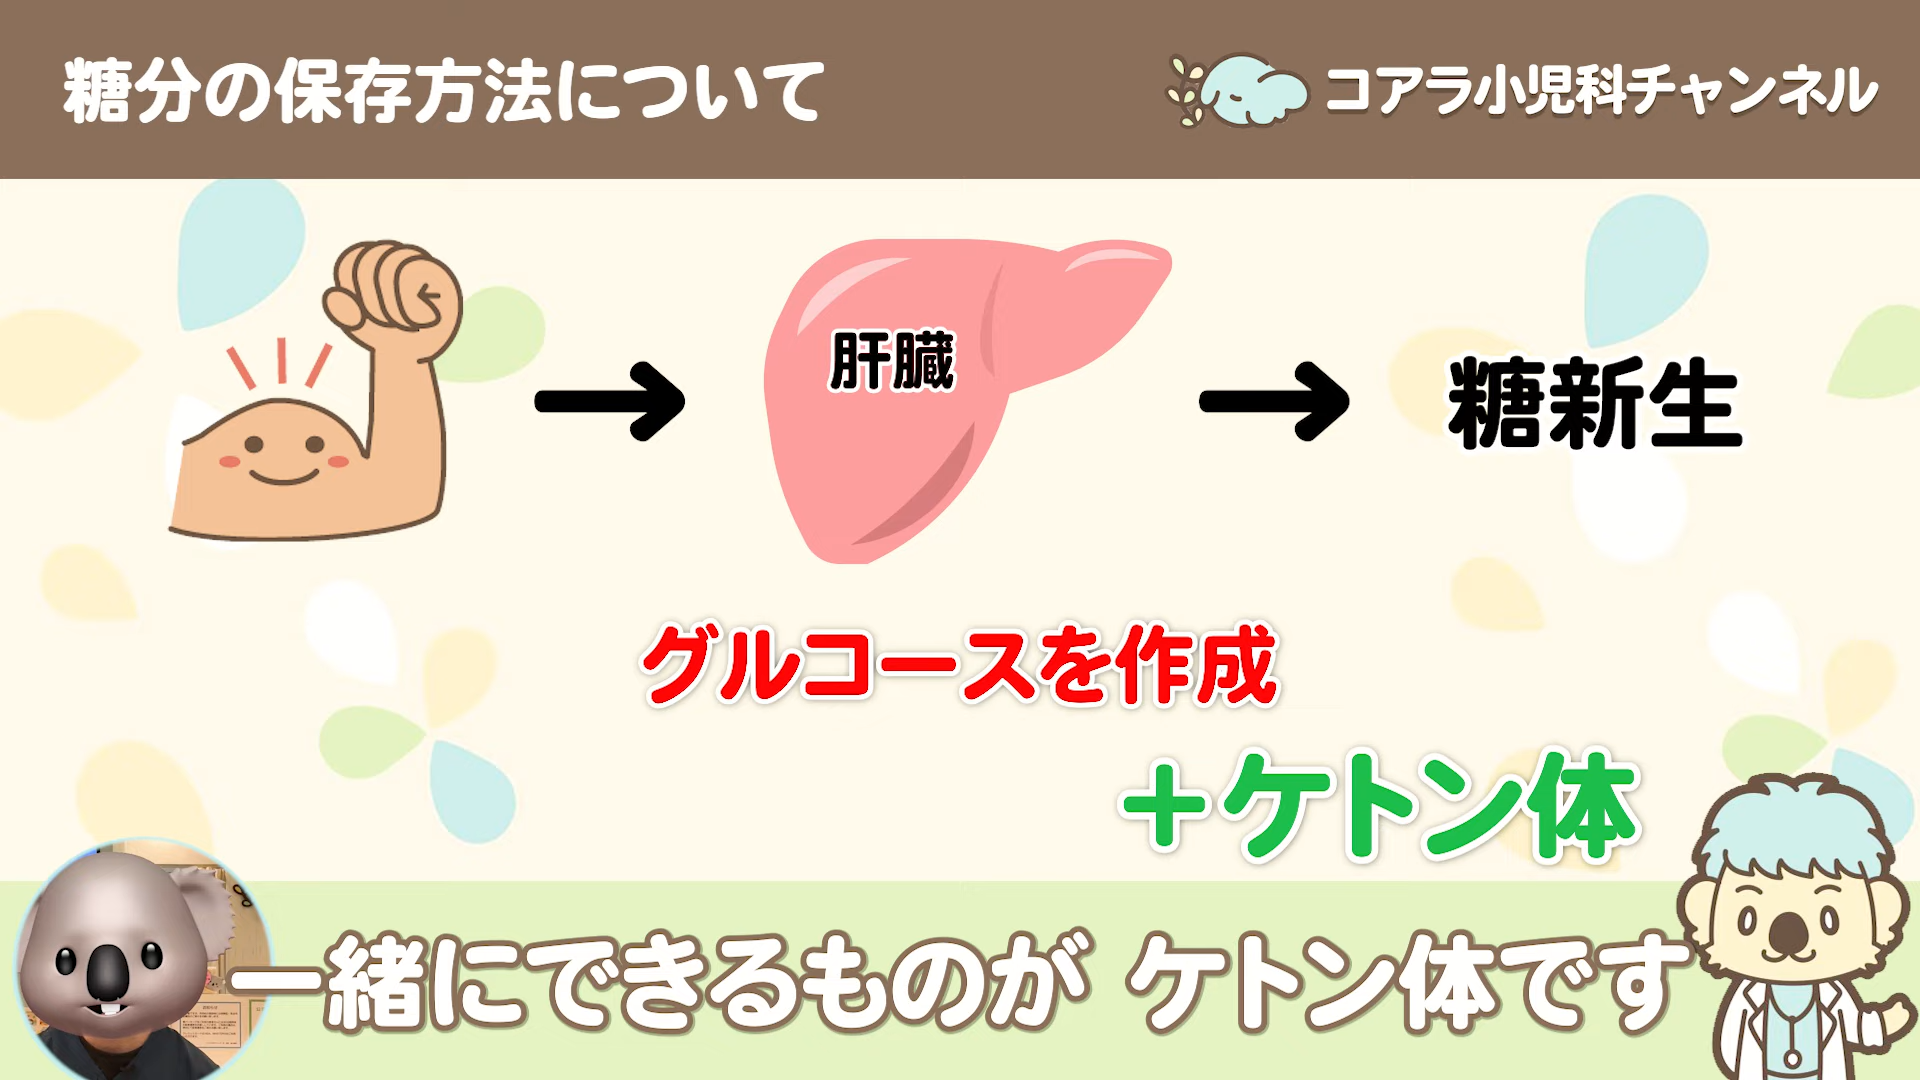 糖分の保存方法について
コアラ小児科チャンネル
肝臓
糖新生
グルコースを作成
+ケトン体
一緒にできるものが ケトン体です